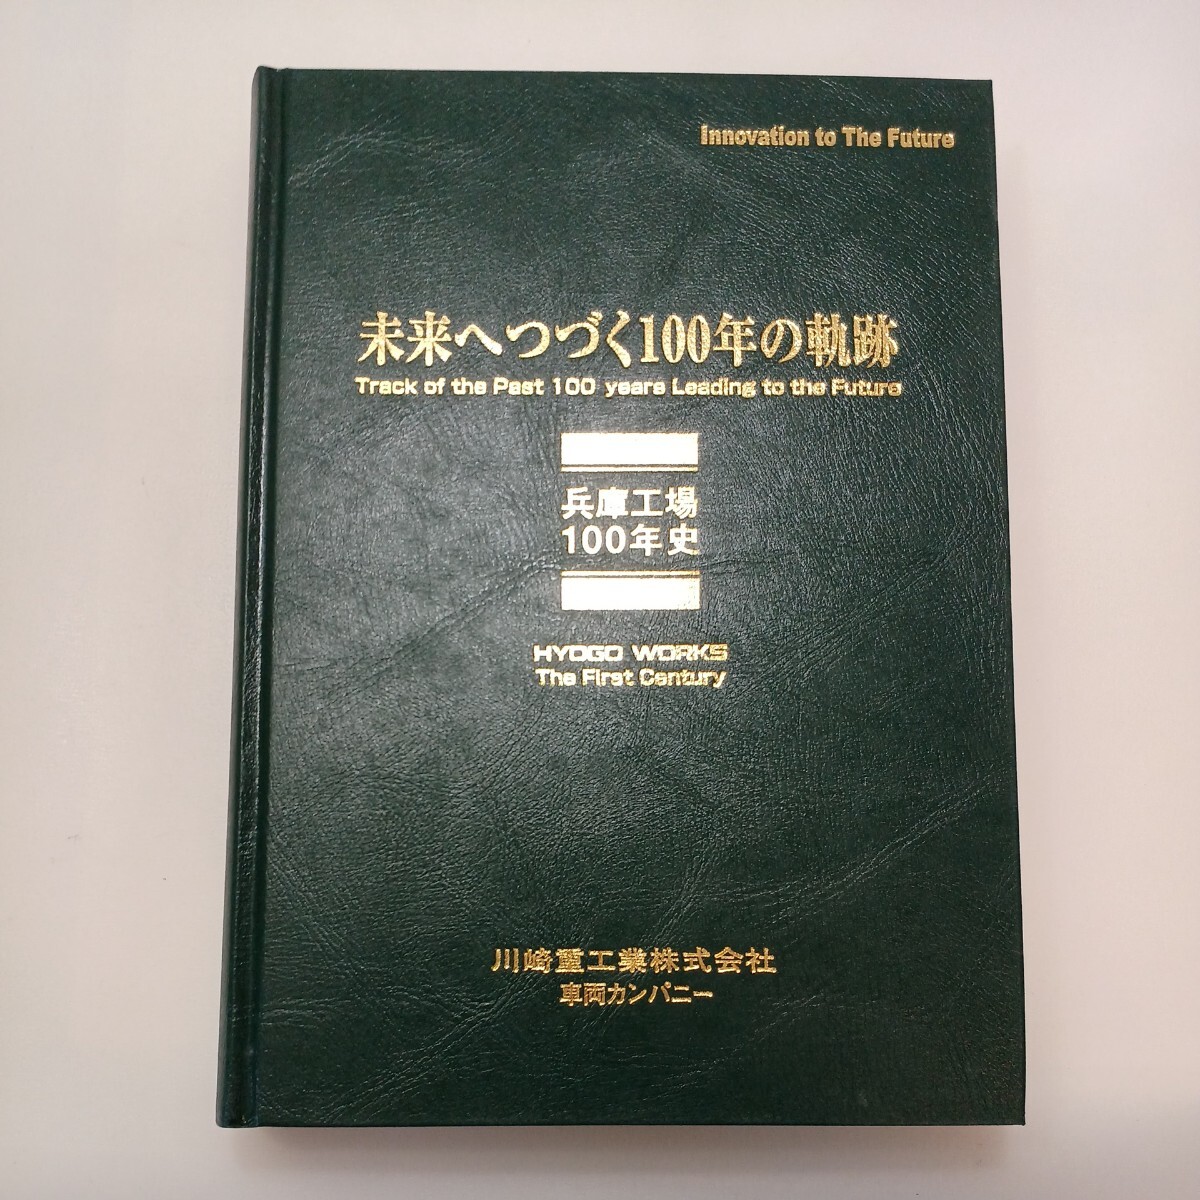 Innovation to The Future
未来へつづく100年の軌跡
Track of the Past 100 years Leading to the Future
兵庫工場
100年史
HYOGO WORKS
The First Century
川崎重工業株式会社
車両カンパニー